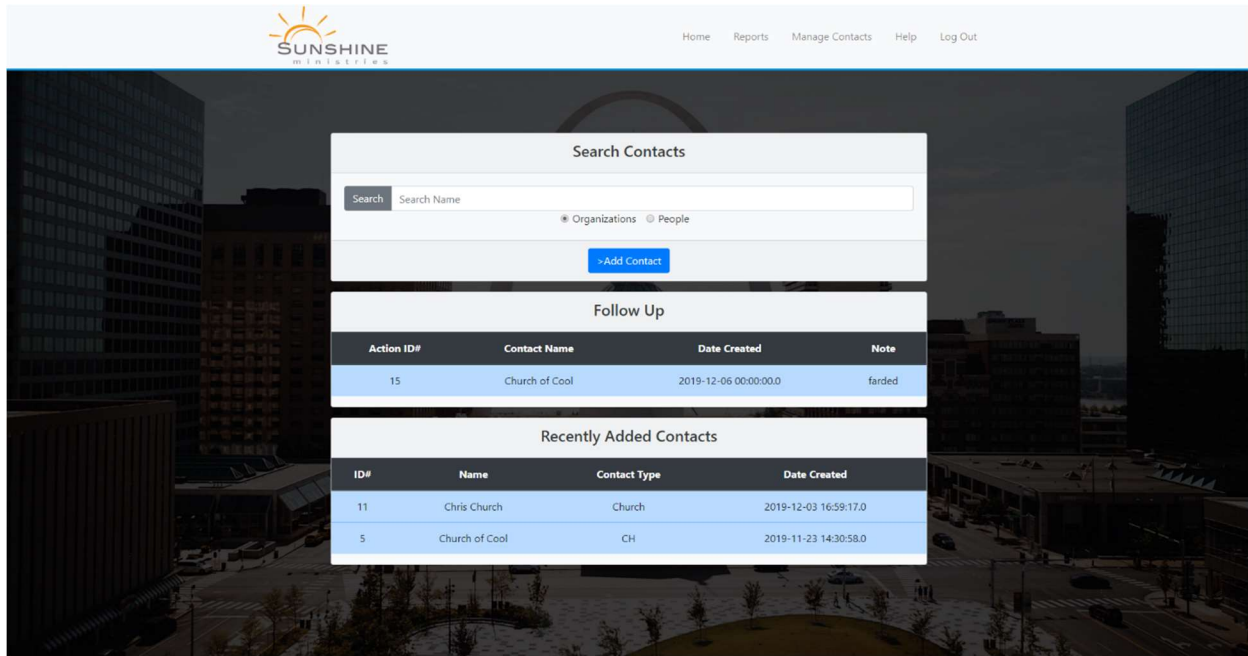 SUNSHINE
ministries
Home Reports Manage Contacts Help Log Out
Search Contacts
Search Search Name
Organizations People
>Add Contact
Follow Up
Action ID# Contact Name Date Created Note
15 Church of Cool 2019-12-06 00:00:00.0 farded
Recently Added Contacts
ID# Name Contact Type Date Created
11 Chris Church Church 2019-12-03 16:59:17.0
5 Church of Cool CH 2019-11-23 14:30:58.0